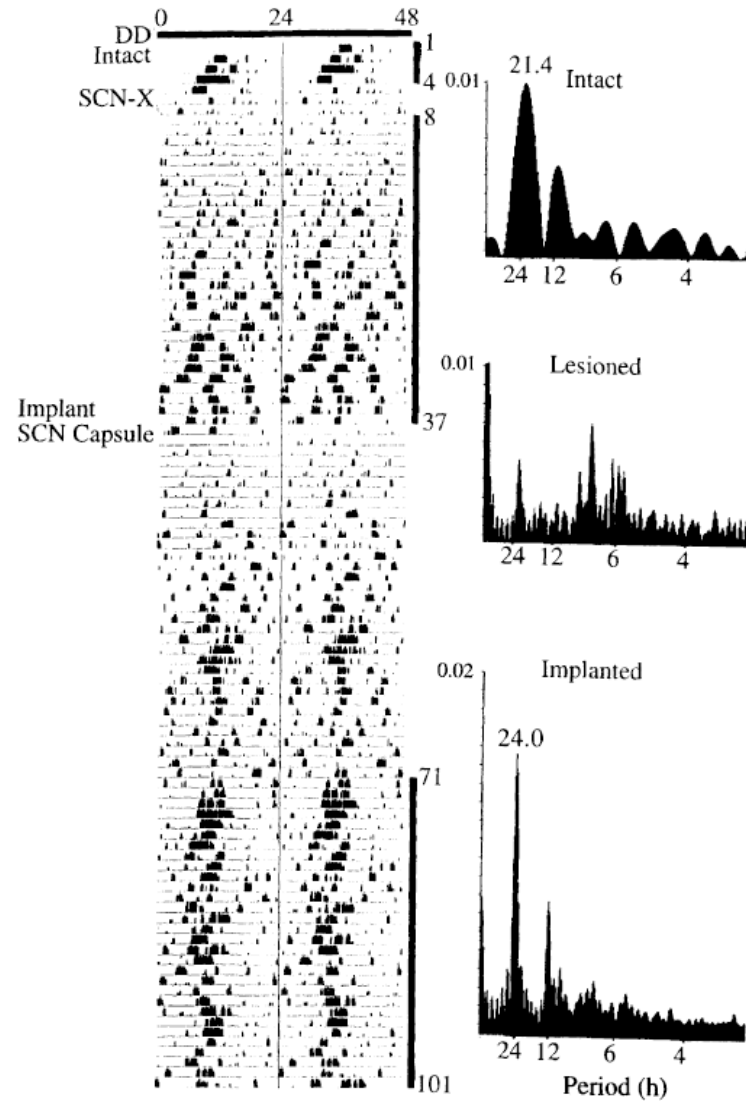 0 24 48
DD
Intact
SCN-X
1
4
8
Implant
SCN Capsule
37
71
101
0.01
21.4
Intact
24 12 6 4
0.01
Lesioned
24 12 6 4
0.02
Implanted
24.0
24 12 6 4
Period (h)